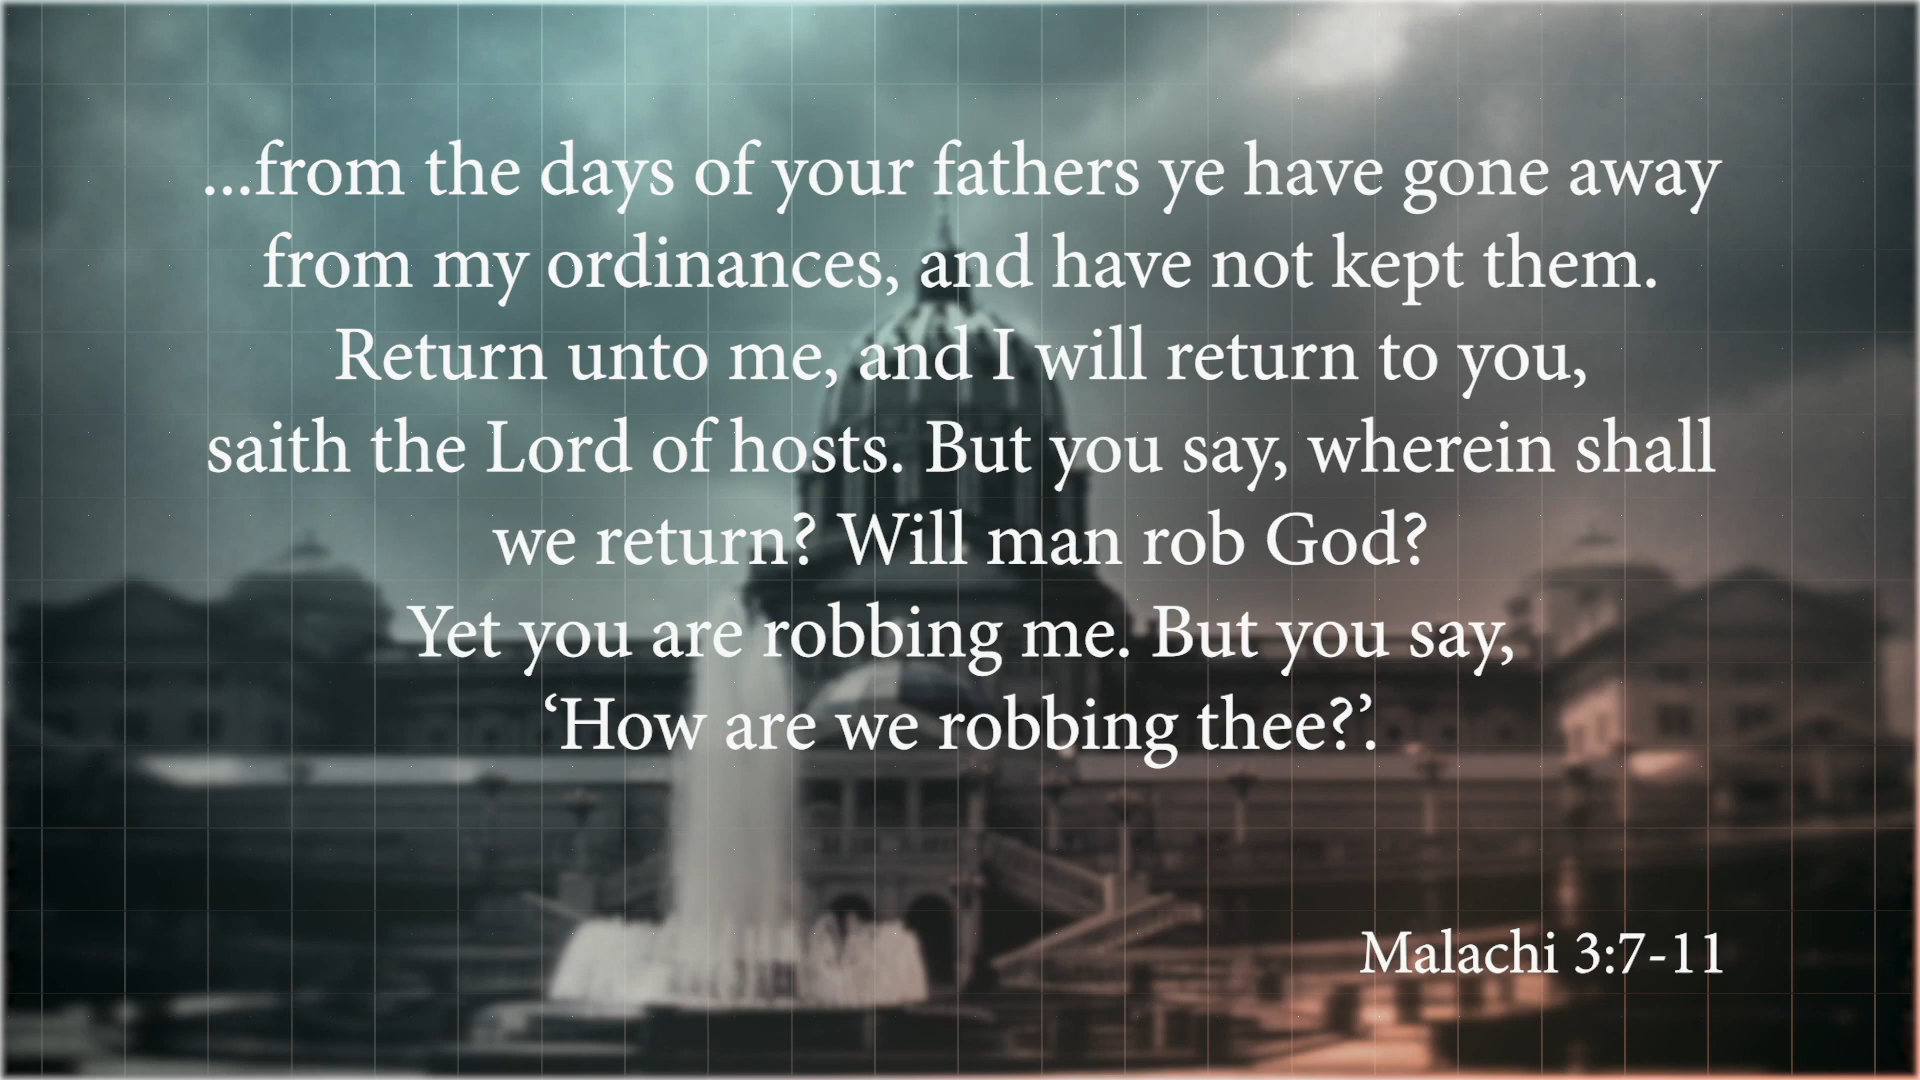 ...from the days of your fathers ye have gone away
from my ordinances, and have not kept them.
Return unto me, and I will return to you,
saith the Lord of hosts. But you say, wherein shall
we return? Will man rob God?
Yet you are robbing me. But you say,
‘How are we robbing thee?’.
Malachi 3:7-11